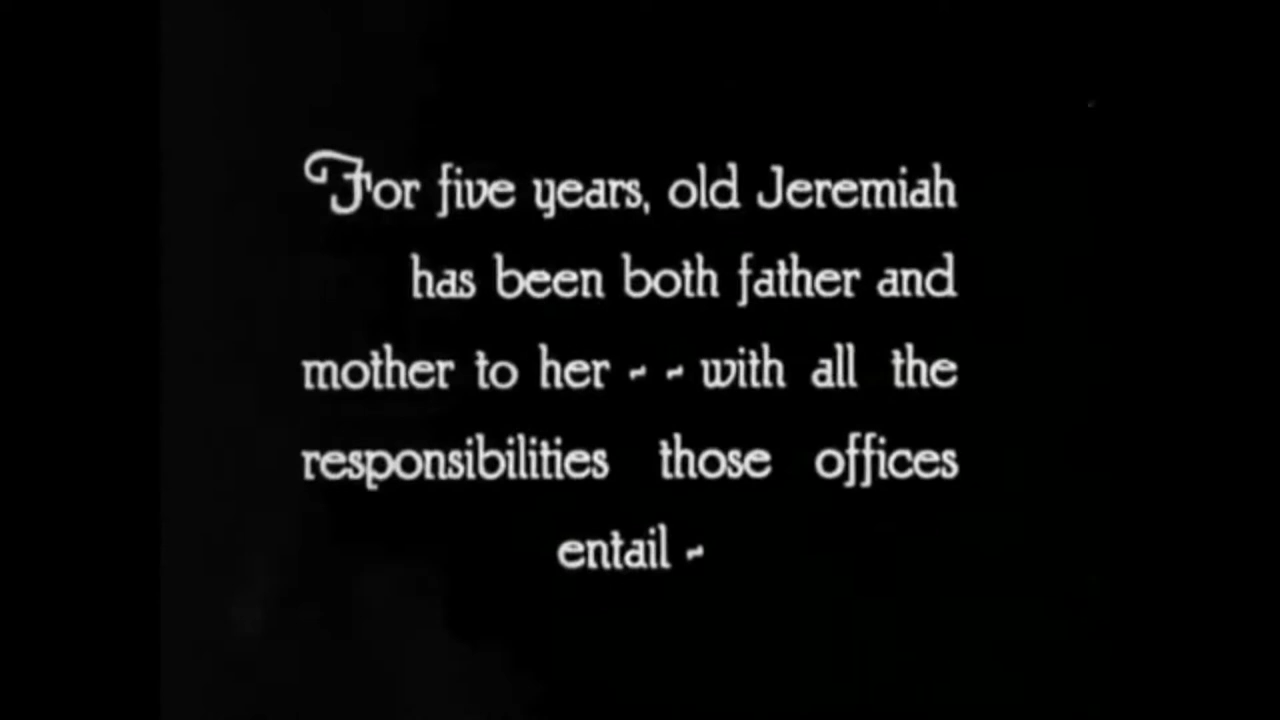 For five years, old Jeremiah
has been both father and
mother to her - - with all the
responsibilities those offices
entail -